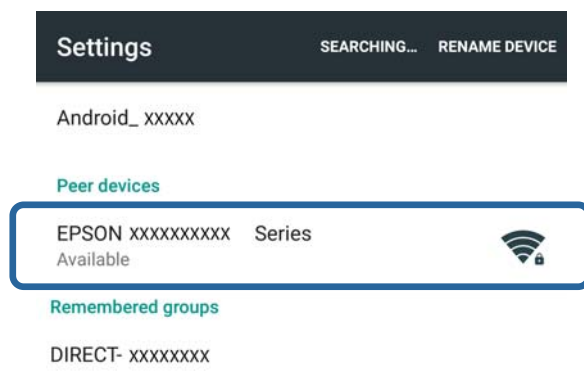 Settings SEARCHING... RENAME DEVICE
Android_ xxxxx
Peer devices
EPSON xxxxxxxxxx Series
Available
Remembered groups
DIRECT- xxxxxxxx